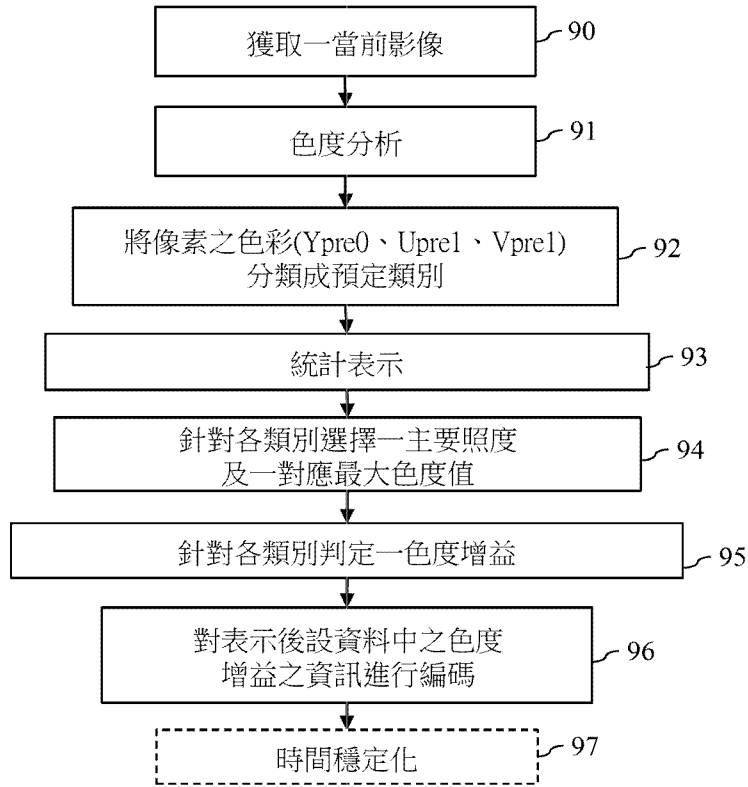 獲取一當前影像
90
色度分析
91
將像素之色彩(Ypre0、Upre1、Vpre1)
分類成預定類別
92
統計表示
93
針對各類別選擇一主要照度
及一對應最大色度值
94
針對各類別判定一色度增益
95
對表示後設資料中之色度
增益之資訊進行編碼
96
時間穩定化
97